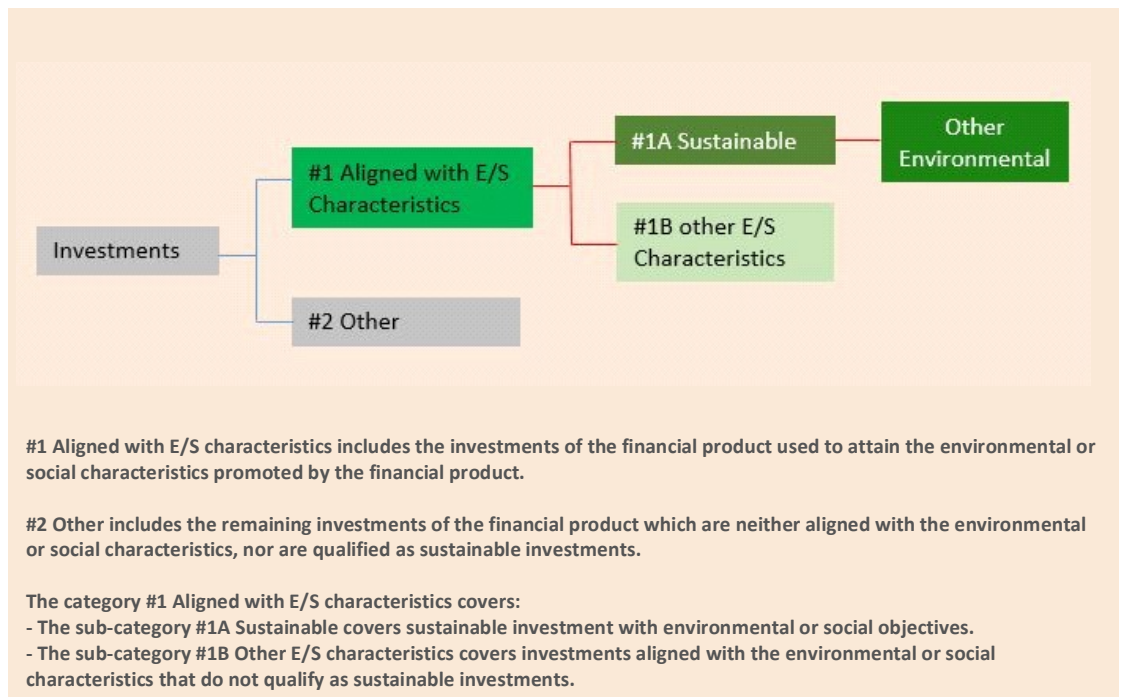 #1A Sustainable
Other
Environmental
#1 Aligned with E/S
Characteristics
#1B other E/S
Characteristics
Investments
#2 Other
#1 Aligned with E/S characteristics includes the investments of the financial product used to attain the environmental or
social characteristics promoted by the financial product.
#2 Other includes the remaining investments of the financial product which are neither aligned with the environmental
or social characteristics, nor are qualified as sustainable investments.
The category #1 Aligned with E/S characteristics covers:
- The sub-category #1A Sustainable covers sustainable investment with environmental or social objectives.
- The sub-category #1B Other E/S characteristics covers investments aligned with the environmental or social
characteristics that do not qualify as sustainable investments.